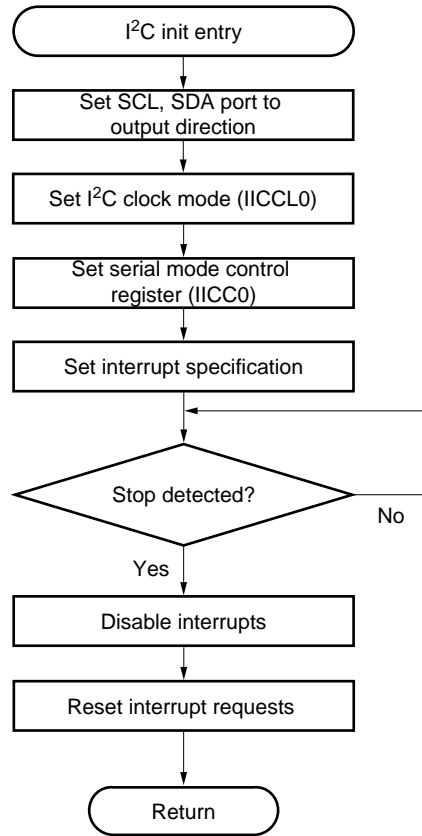 I²C init entry
Set SCL, SDA port to
output direction
Set I²C clock mode (IICCL0)
Set serial mode control
register (IICC0)
Set interrupt specification
Stop detected?
No
Yes
Disable interrupts
Reset interrupt requests
Return